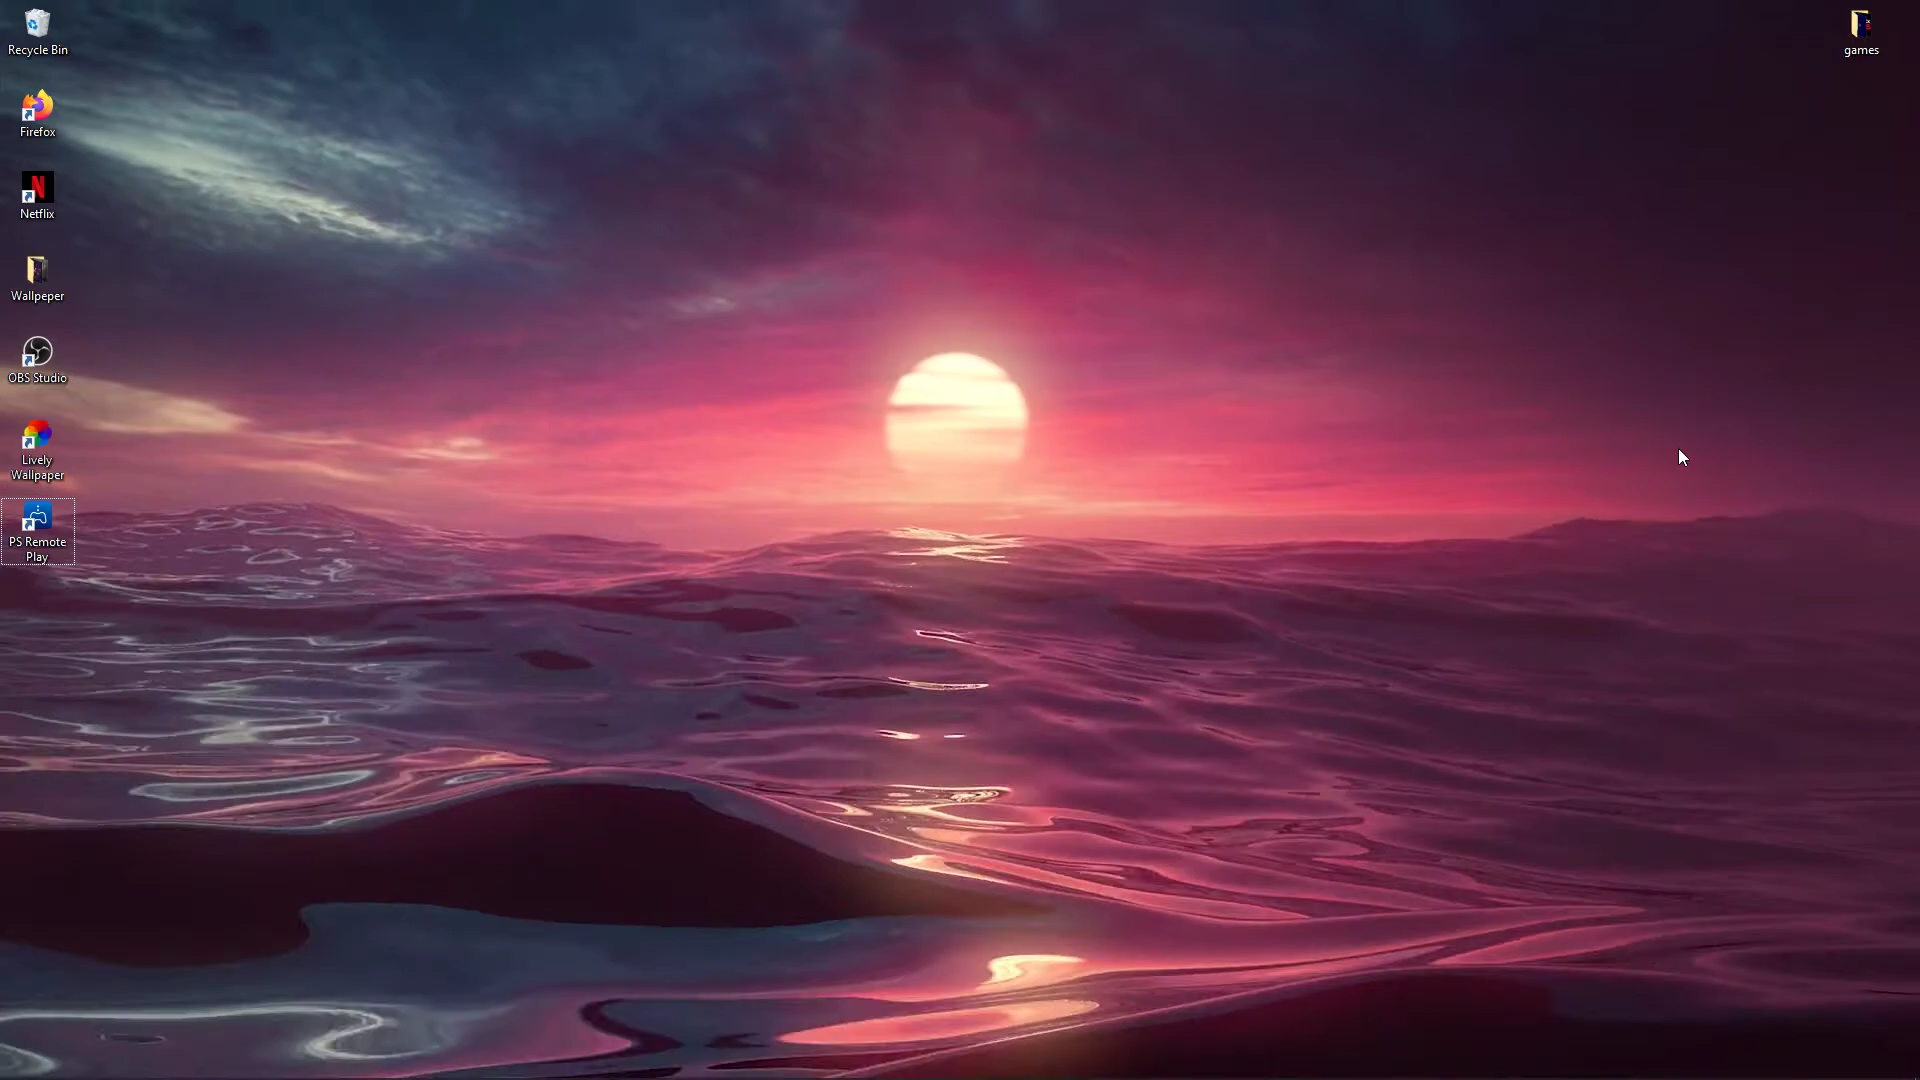 Recycle Bin
games
Firefox
Netflix
Wallpeper
OBS Studio
Lively
Wallpaper
PS Remote
Play